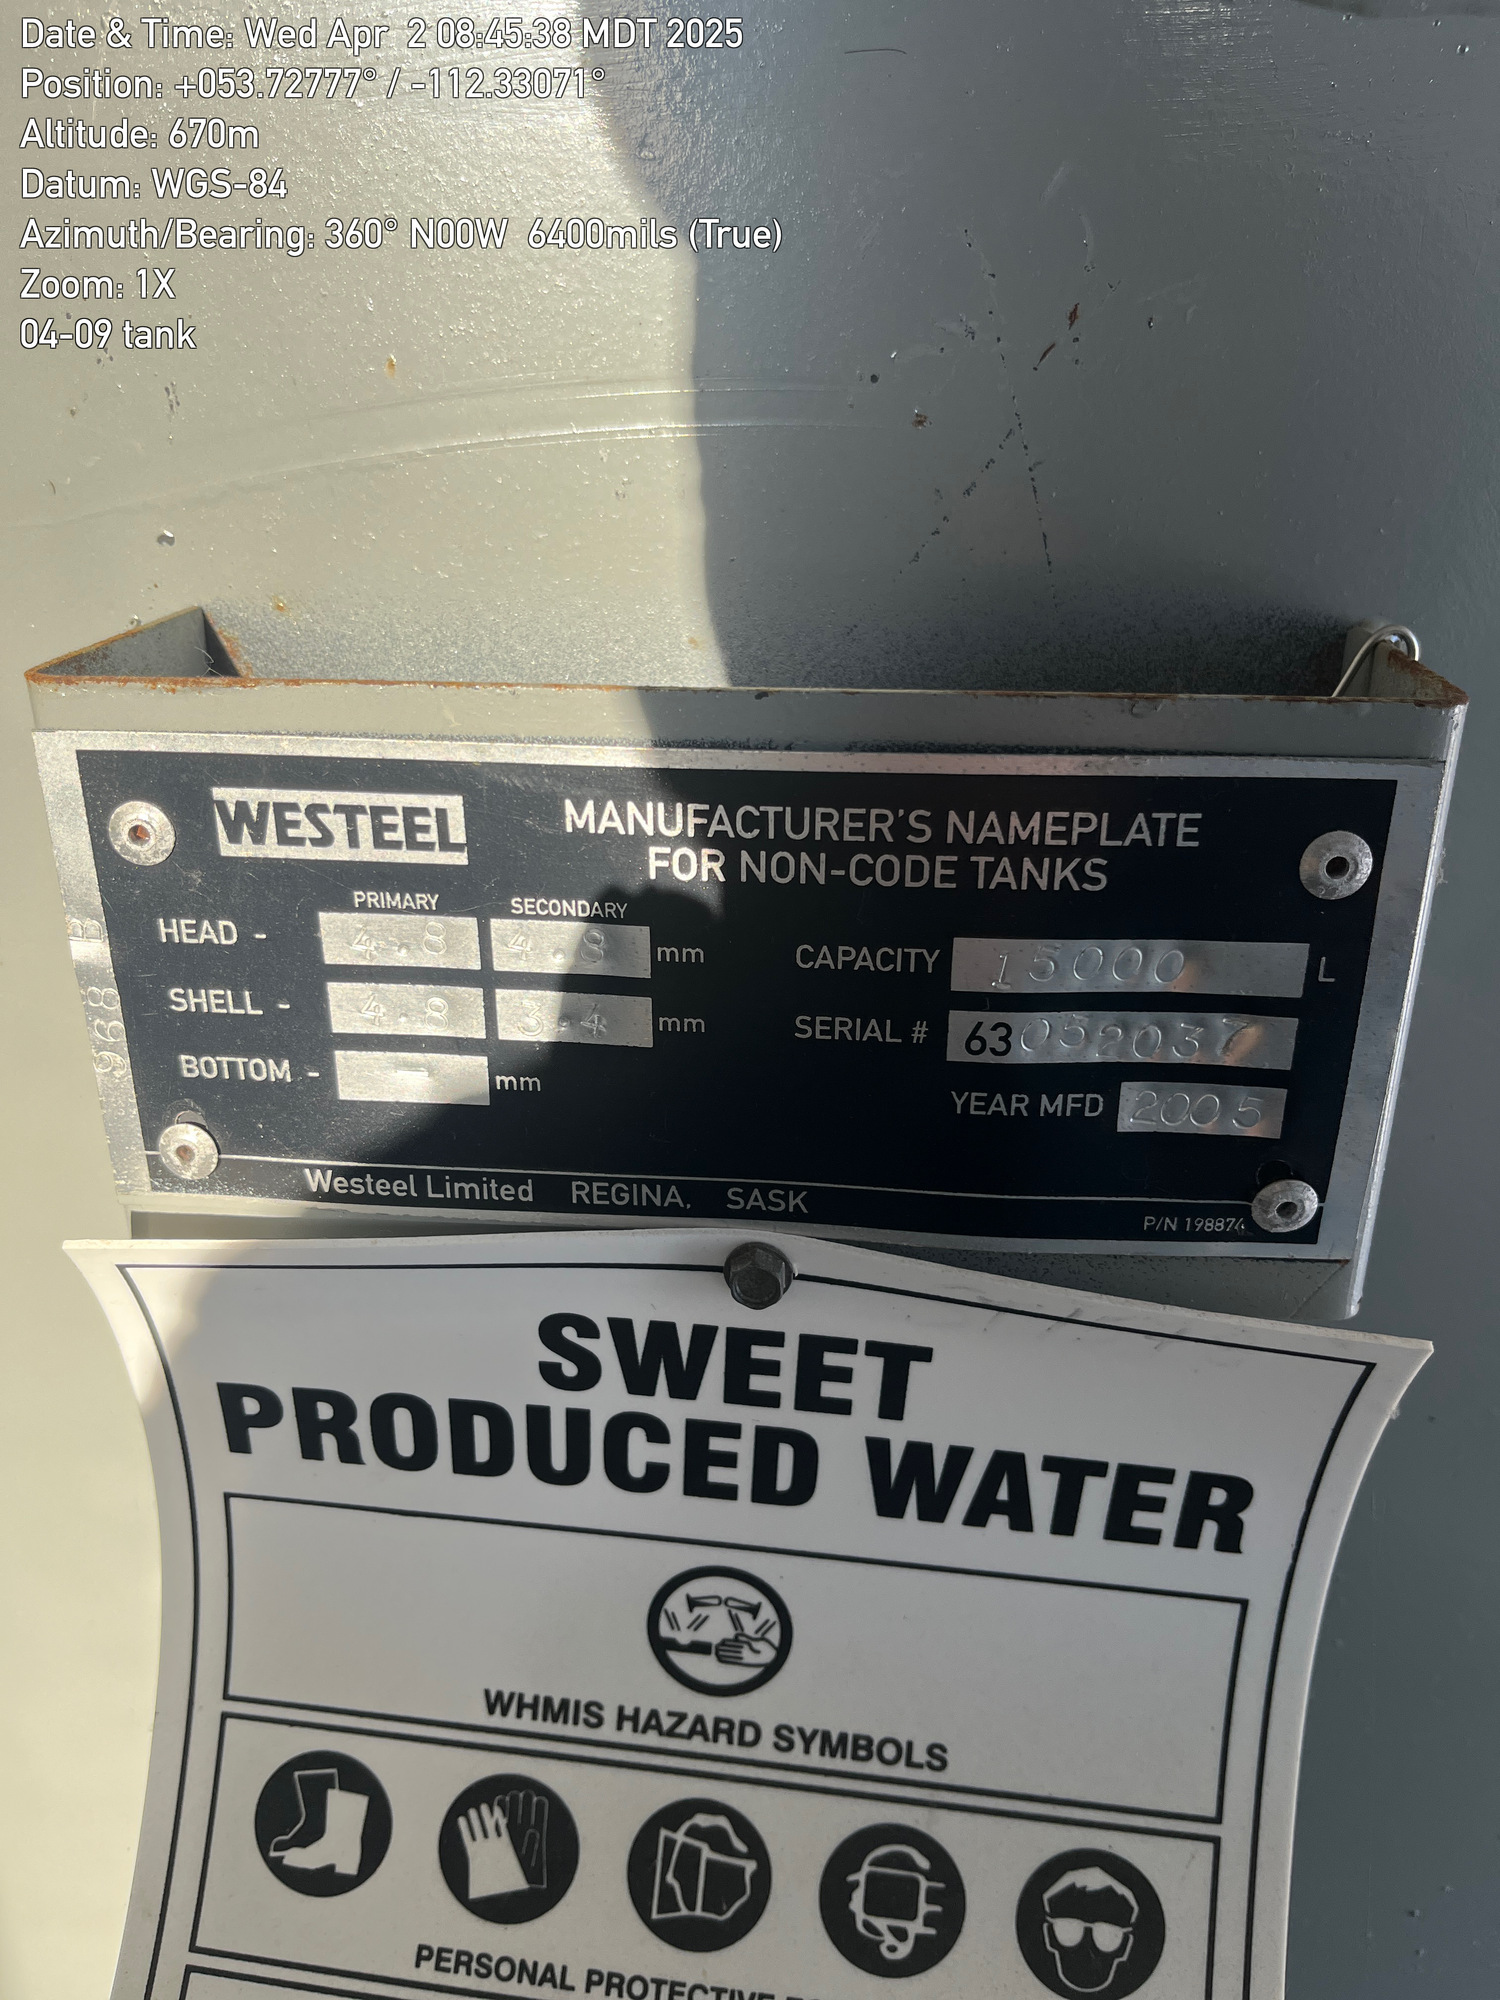 Date & Time: Wed Apr  2 08:45:38 MDT 2025
Position: +053.72777° / -112.33071°
Altitude: 670m
Datum: WGS-84
Azimuth/Bearing: 360° N00W  6400mils (True)
Zoom: 1X
04-09 tank
WESTEEL
MANUFACTURER'S NAMEPLATE
FOR NON-CODE TANKS
PRIMARY SECONDARY
HEAD - 4.8 4.8 mm
CAPACITY 15000 L
SHELL - 4.8 3.4 mm
SERIAL # 63052037
BOTTOM - - mm
YEAR MFD 2005
Westeel Limited REGINA, SASK
P/N 198874
SWEET
PRODUCED WATER
WHMIS HAZARD SYMBOLS
PERSONAL PROTECTIVE